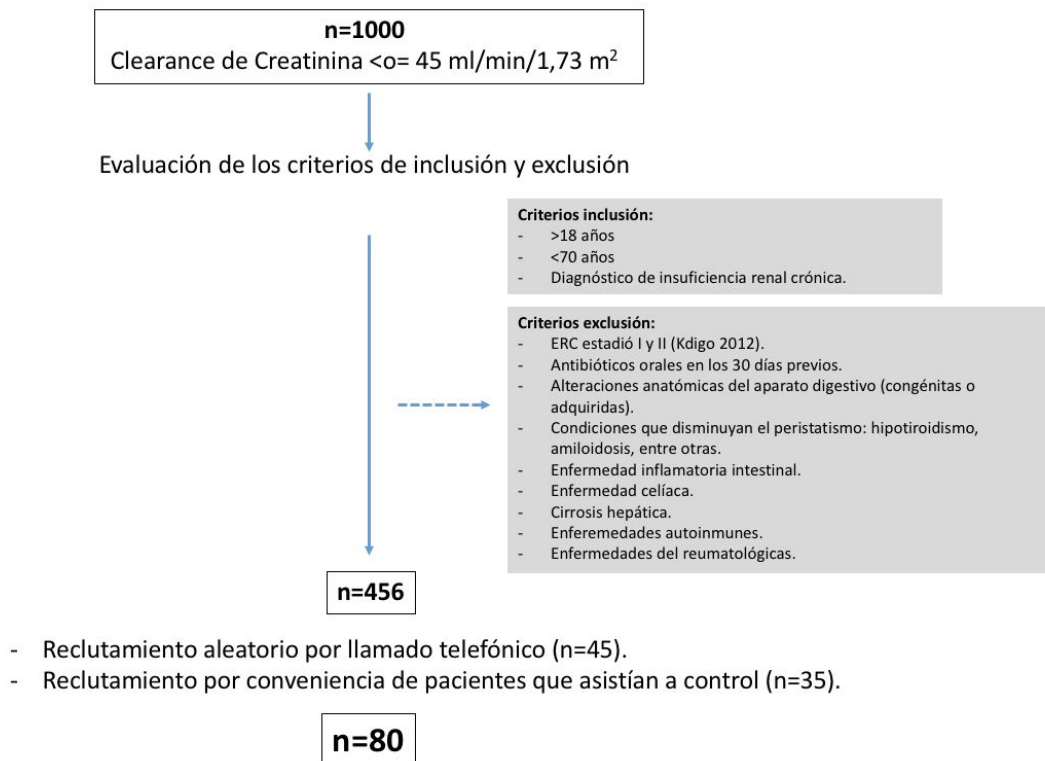 n=1000
Clearance de Creatinina <o= 45 ml/min/1,73 m²
Evaluación de los criterios de inclusión y exclusión
Criterios inclusión:
- >18 años
- <70 años
- Diagnóstico de insuficiencia renal crónica.
Criterios exclusión:
- ERC estadió I y II (Kdigo 2012).
- Antibióticos orales en los 30 días previos.
- Alteraciones anatómicas del aparato digestivo (congénitas o
adquiridas).
- Condiciones que disminuyan el peristatismo: hipotiroidismo,
amiloidosis, entre otras.
- Enfermedad inflamatoria intestinal.
- Enfermedad celíaca.
- Cirrosis hepática.
- Enferemedades autoinmunes.
- Enfermedades del reumatológicas.
n=456
- Reclutamiento aleatorio por llamado telefónico (n=45).
- Reclutamiento por conveniencia de pacientes que asistían a control (n=35).
n=80